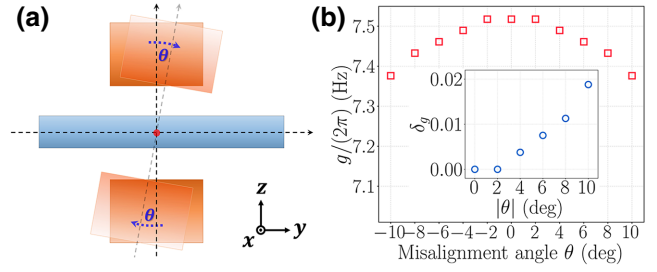 (a)
θ
θ
z
x
y
(b)
g/(2π) (Hz)
7.5
7.4
7.3
7.2
7.1
δg
0.02
0.01
0.00
0 2 4 6 8 10
|θ| (deg)
−10 −8 −6 −4 −2 0 2 4 6 8 10
Misalignment angle θ (deg)